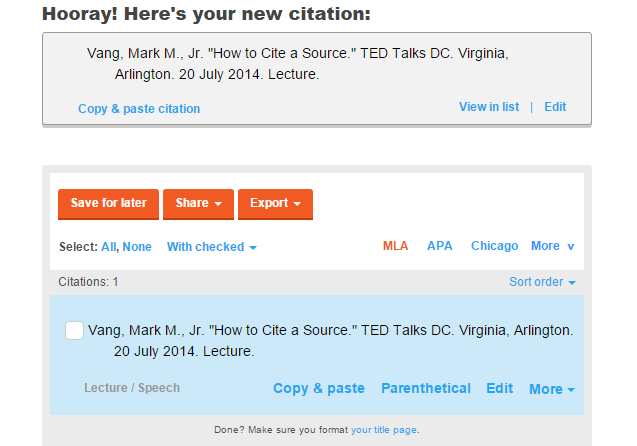 Hooray! Here's your new citation:
Vang, Mark M., Jr. "How to Cite a Source." TED Talks DC. Virginia,
Arlington. 20 July 2014. Lecture.
Copy & paste citation View in list | Edit
Save for later Share Export
Select: All, None With checked MLA APA Chicago More v
Citations: 1 Sort order
Vang, Mark M., Jr. "How to Cite a Source." TED Talks DC. Virginia, Arlington.
20 July 2014. Lecture.
Lecture / Speech Copy & paste Parenthetical Edit More
Done? Make sure you format your title page.